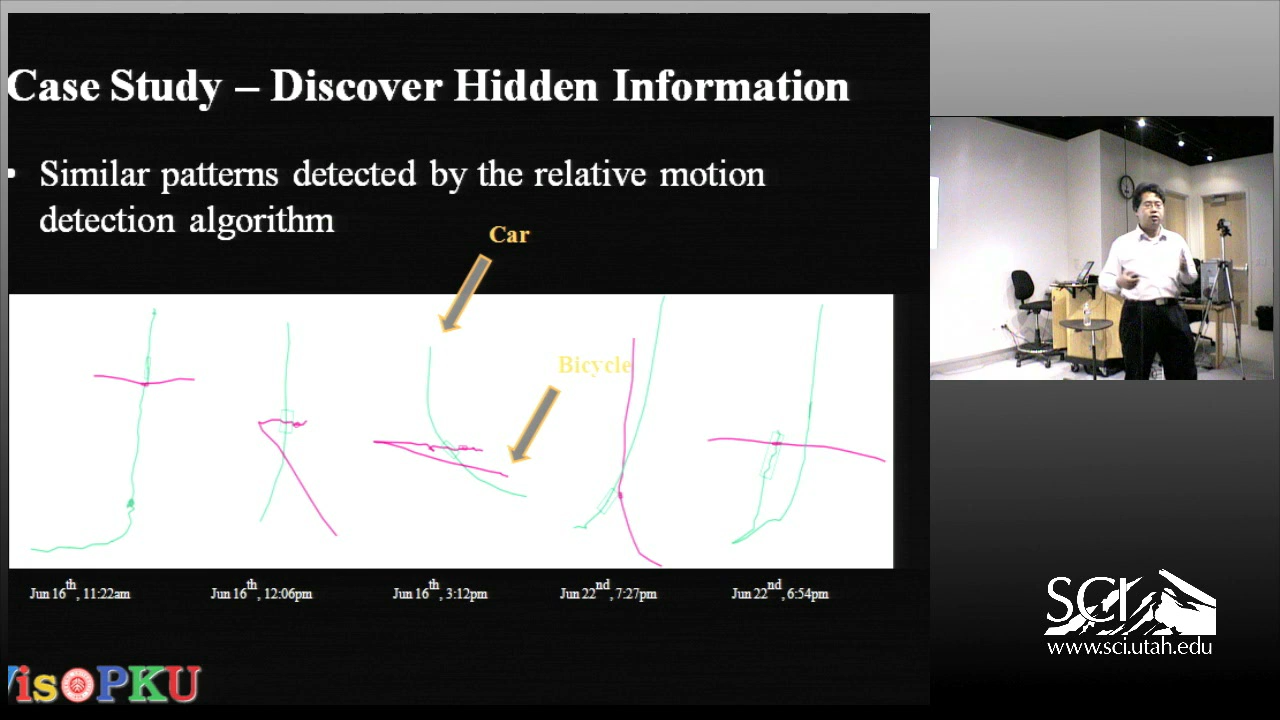 Case Study – Discover Hidden Information
• Similar patterns detected by the relative motion
detection algorithm
Car
Bicycle
Jun 16th, 11:22am
Jun 16th, 12:06pm
Jun 16th, 3:12pm
Jun 22nd, 7:27pm
Jun 22nd, 6:54pm
VisPKU
SCI
www.sci.utah.edu